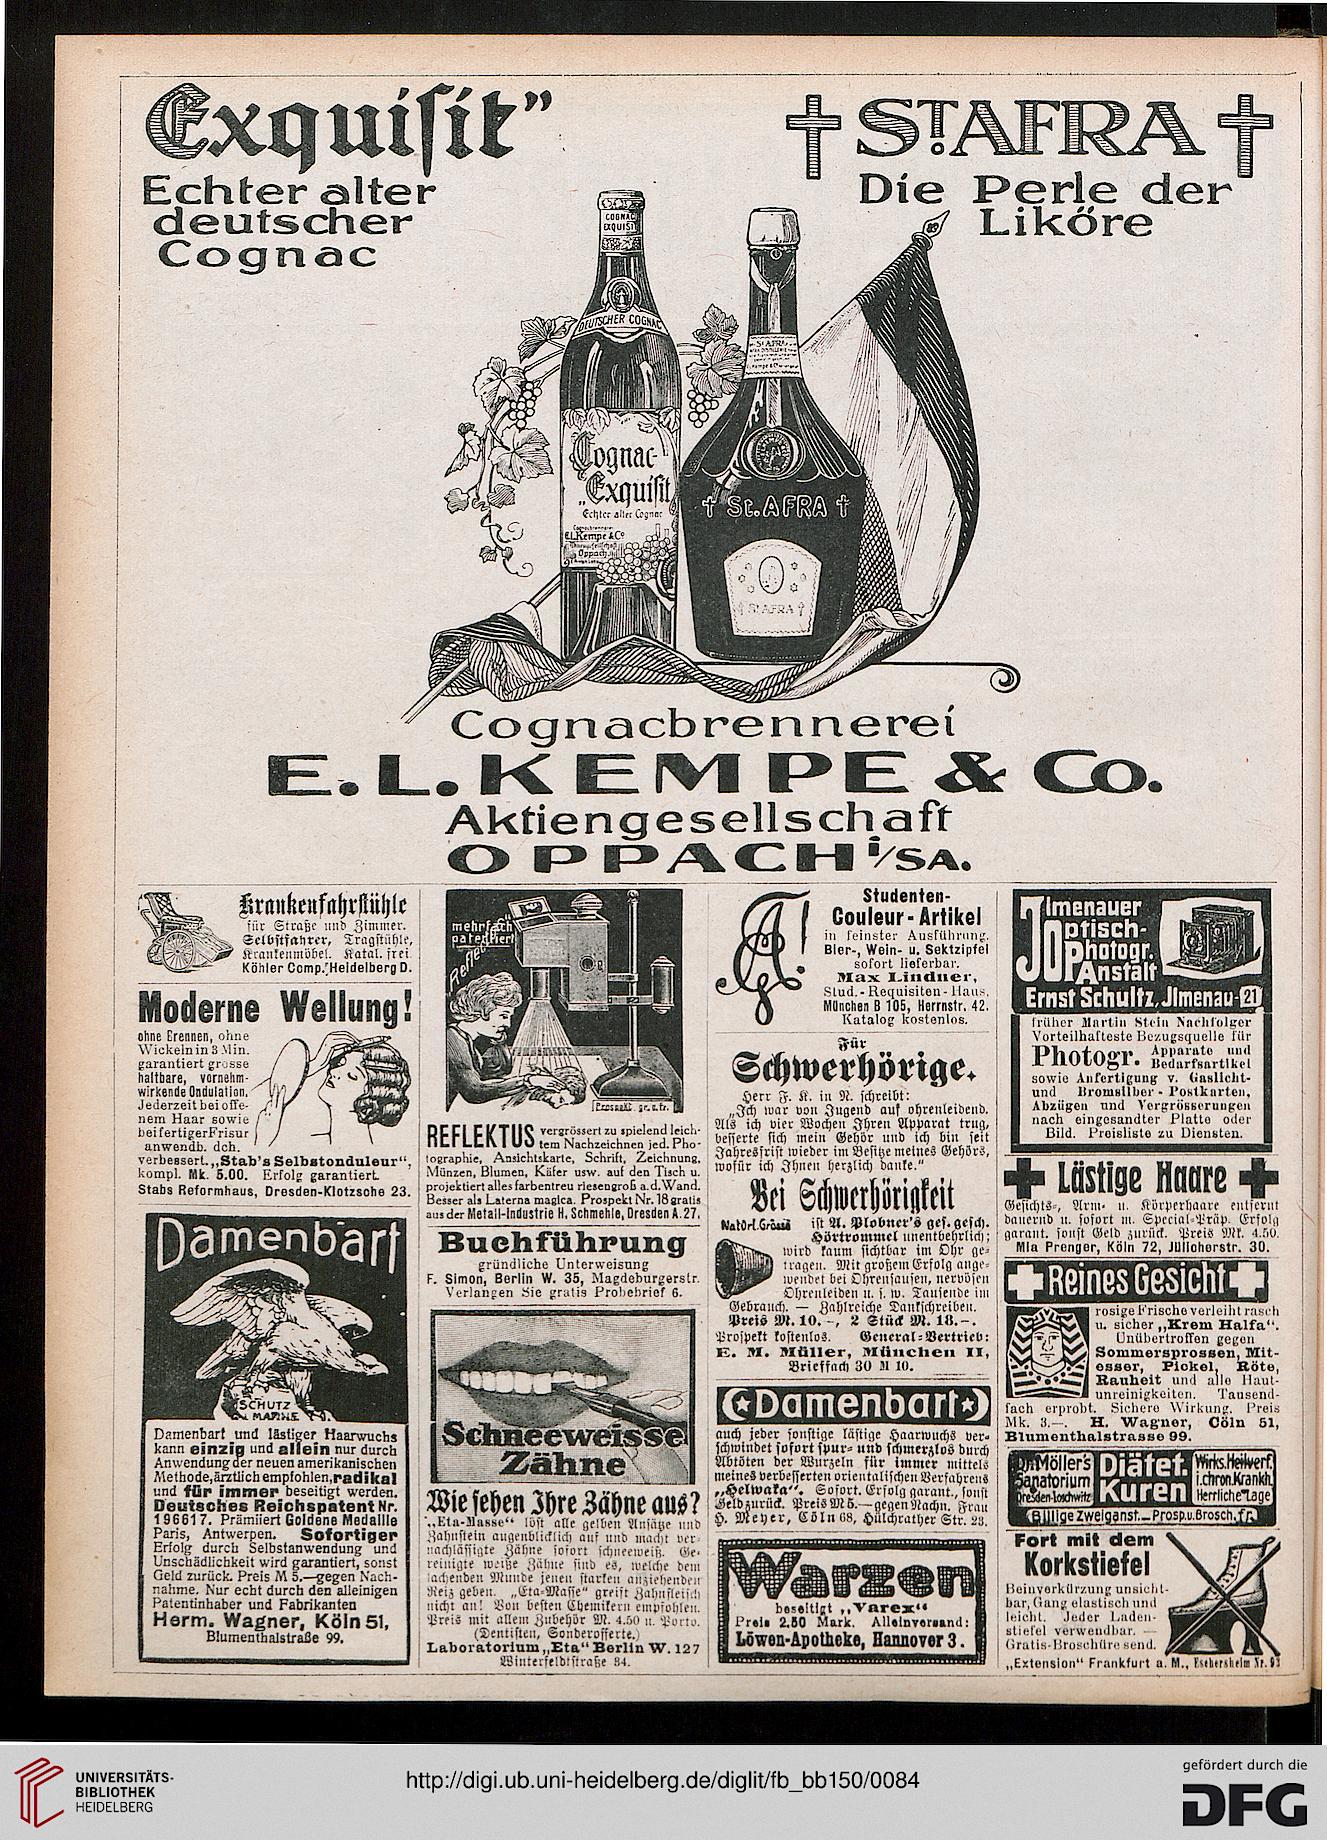 Exquisit”
Echter alter
deutscher
Cognac
† ST. AFRA †
Die Perle der
Liköre
COGNAC
EXQUISIT
DEUTSCHER COGNAC
Cognac
„Exquisit
Echter alter Cognac
E.L. Kempe & Co
Oppach
St. AFRA
† St. AFRA †
† St. AFRA †
Cognacbrennerei
E. L. KEMPE & Co.
Aktiengesellschaft
OPPACH i/SA.
Krankenfahrstühle
für Straße und Zimmer.
Selbstfahrer, Tragstühle,
Krankenmöbel. Katal. frei
Köhler Comp., Heidelberg D.
Moderne Wellung!
ohne Brennen, ohne
Wickeln in 3 Min.
garantiert grosse
haltbare, vornehm-
wirkende Ondulation.
Jederzeit bei offe-
nem Haar sowie
bei fertiger Frisur
anwendb. dch.
verbessert. „Stab's Selbstonduleur“,
kompl. Mk. 5.00. Erfolg garantiert.
Stabs Reformhaus, Dresden-Klotzsche 23.
Damenbart
SCHUTZ
MARKE
Damenbart und lästiger Haarwuchs
kann einzig und allein nur durch
Anwendung der neuen amerikanischen
Methode, ärztlich empfohlen, radikal
und für immer beseitigt werden.
Deutsches Reichspatent Nr.
196617. Prämiiert Goldene Medaille
Paris, Antwerpen. Sofortiger
Erfolg durch Selbstanwendung und
Unschädlichkeit wird garantiert, sonst
Geld zurück. Preis M 5.— gegen Nach-
nahme. Nur echt durch den alleinigen
Patentinhaber und Fabrikanten
Herm. Wagner, Köln 51,
Blumenthalstraße 99.
mehrfach
patentiert
Prospekt gr. u. fr.
REFLEKTUS vergrössert zu spielend leich-
tem Nachzeichnen jed. Pho-
tographie, Ansichtskarte, Schrift, Zeichnung,
Münzen, Blumen, Käfer usw. auf den Tisch u.
projektiert alles farbentreu riesengroß a. d. Wand.
Besser als Laterna magica. Prospekt Nr. 18 gratis
aus der Metall-Industrie H. Schmehle, Dresden A. 27.
Buchführung
gründliche Unterweisung
F. Simon, Berlin W. 35, Magdeburgerstr.
Verlangen Sie gratis Probebrief 6.
Schneeweisse
Zähne
Wie sehen Ihre Zähne aus?
„Eta-Masse“ löst alle gelben Ansätze und
Zahnstein augenblicklich auf und macht ver-
nachlässigte Zähne sofort schneeweiß. Ge-
reinigte weiße Zähne sind es, welche dem
lachenden Munde jenen starken anziehenden
Reiz geben. „Eta-Masse“ greift Zahnfleisch
nicht an! Von besten Chemikern empfohlen.
Preis mit allem Zubehör M. 4.50 u. Porto.
(Dentisten, Sonderofferte.)
Laboratorium „Eta“ Berlin W. 127
Winterfeldtstraße 34.
Studenten-
Couleur-Artikel
in feinster Ausführung.
Bier-, Wein- u. Sektzipfel
sofort lieferbar.
Max Lindner,
Stud.-Requisiten-Haus,
München B 105, Herrnstr. 42.
Katalog kostenlos.
Für
Schwerhörige.
Herr F. K. in N. schreibt:
„Ich war von Jugend auf ohrenleidend.
Als ich vier Wochen Ihren Apparat trug,
besserte sich mein Gehör und ich bin seit
Jahresfrist wieder im Besitze meines Gehörs,
wofür ich Ihnen herzlich danke.“
Bei Schwerhörigkeit
Natürl. Grösse
ist A. Plobner's ges. gesch.
Hörtrommel unentbehrlich;
wird kaum sichtbar im Ohr ge-
tragen. Mit großem Erfolg ange-
wendet bei Ohrensausen, nervösen
Ohrenleiden u. s. w. Tausende im
Gebrauch. — Zahlreiche Dankschreiben.
Preis M. 10.–, 2 Stück M. 18.–.
Prospekt kostenlos. General-Vertrieb:
E. M. Müller, München II,
Brieffach 30 M 10.
Damenbart
auch jeder sonstige lästige Haarwuchs ver-
schwindet sofort spur- und schmerzlos durch
Abtöten der Wurzeln für immer mittels
meines verbesserten orientalischen Verfahrens
„Helwaka“. Sofort. Erfolg garant., sonst
Geld zurück. Preis M 5.— gegen Nachn. Frau
H. Meyer, Cöln 68, Hülchrather Str. 23.
Warzen
beseitigt „Varex“
Preis 2.50 Mark. Alleinversand:
Löwen-Apotheke, Hannover 3.
Jlmenauer
Optisch-
Photogr.
Anstalt
Ernst Schultz, Jlmenau-21
früher Martin Stein Nachfolger
Vorteilhafteste Bezugsquelle für
Photogr. Apparate und
Bedarfsartikel
sowie Anfertigung v. Gaslicht-
und Bromsilber-Postkarten,
Abzügen und Vergrösserungen
nach eingesandter Platte oder
Bild. Preisliste zu Diensten.
Lästige Haare
Gesichts-, Arm- u. Körperhaare entfernt
dauernd u. sofort m. Special-Präp. Erfolg
garant. sonst Geld zurück. Preis Mk. 4.50.
Mia Prenger, Köln 72, Jülicherstr. 30.
Reines Gesicht
rosige Frische verleiht rasch
u. sicher „Krem Halfa“.
Unübertroffen gegen
Sommersprossen, Mit-
esser, Pickel, Röte,
Rauheit und alle Haut-
unreinigkeiten. Tausend-
fach erprobt. Sichere Wirkung. Preis
Mk. 3.—. H. Wagner, Cöln 51,
Blumenthalstrasse 99.
Dr. Möller's
Sanatorium
Dresden-Loschwitz
Diätet.
Kuren
Wirks. Heilverf.
i. chron. Krankh.
Herrliche Lage
Billige Zweiganst. – Prosp. u. Brosch. fr.
Fort mit dem
Korkstiefel
Beinverkürzung unsicht-
bar, Gang elastisch und
leicht. Jeder Laden-
stiefel verwendbar. —
Gratis-Broschüre send.
„Extension“ Frankfurt a. M., Eschersheim Nr. 93
UNIVERSITÄTS-
BIBLIOTHEK
HEIDELBERG
http://digi.ub.uni-heidelberg.de/diglit/fb_bb150/0084
gefördert durch die
DFG